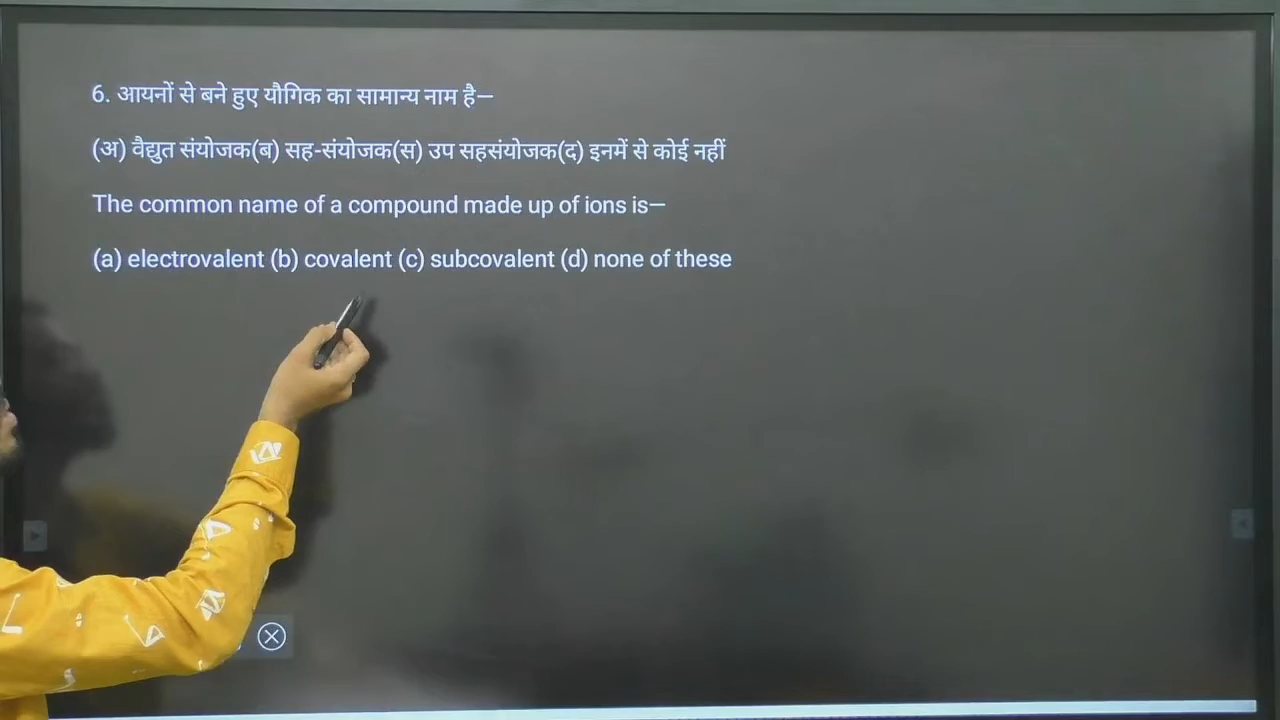 6. आयनों से बने हुए यौगिक का सामान्य नाम है—
(अ) वैद्युत संयोजक(ब) सह-संयोजक(स) उप सहसंयोजक(द) इनमें से कोई नहीं
The common name of a compound made up of ions is—
(a) electrovalent (b) covalent (c) subcovalent (d) none of these